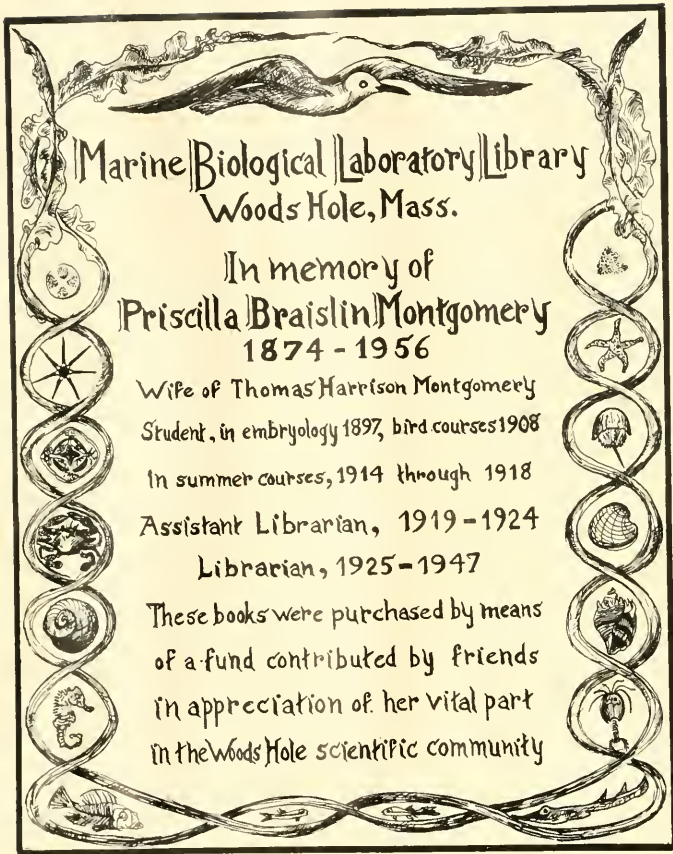 Marine Biological Laboratory Library
Woods Hole, Mass.
In memory of
Priscilla Braislin Montgomery
1874 - 1956
Wife of Thomas Harrison Montgomery
Student, in embryology 1897, bird courses 1908
In summer courses, 1914 through 1918
Assistant Librarian, 1919-1924
Librarian, 1925-1947
These books were purchased by means
of a fund contributed by friends
in appreciation of her vital part
in the Woods Hole scientific community